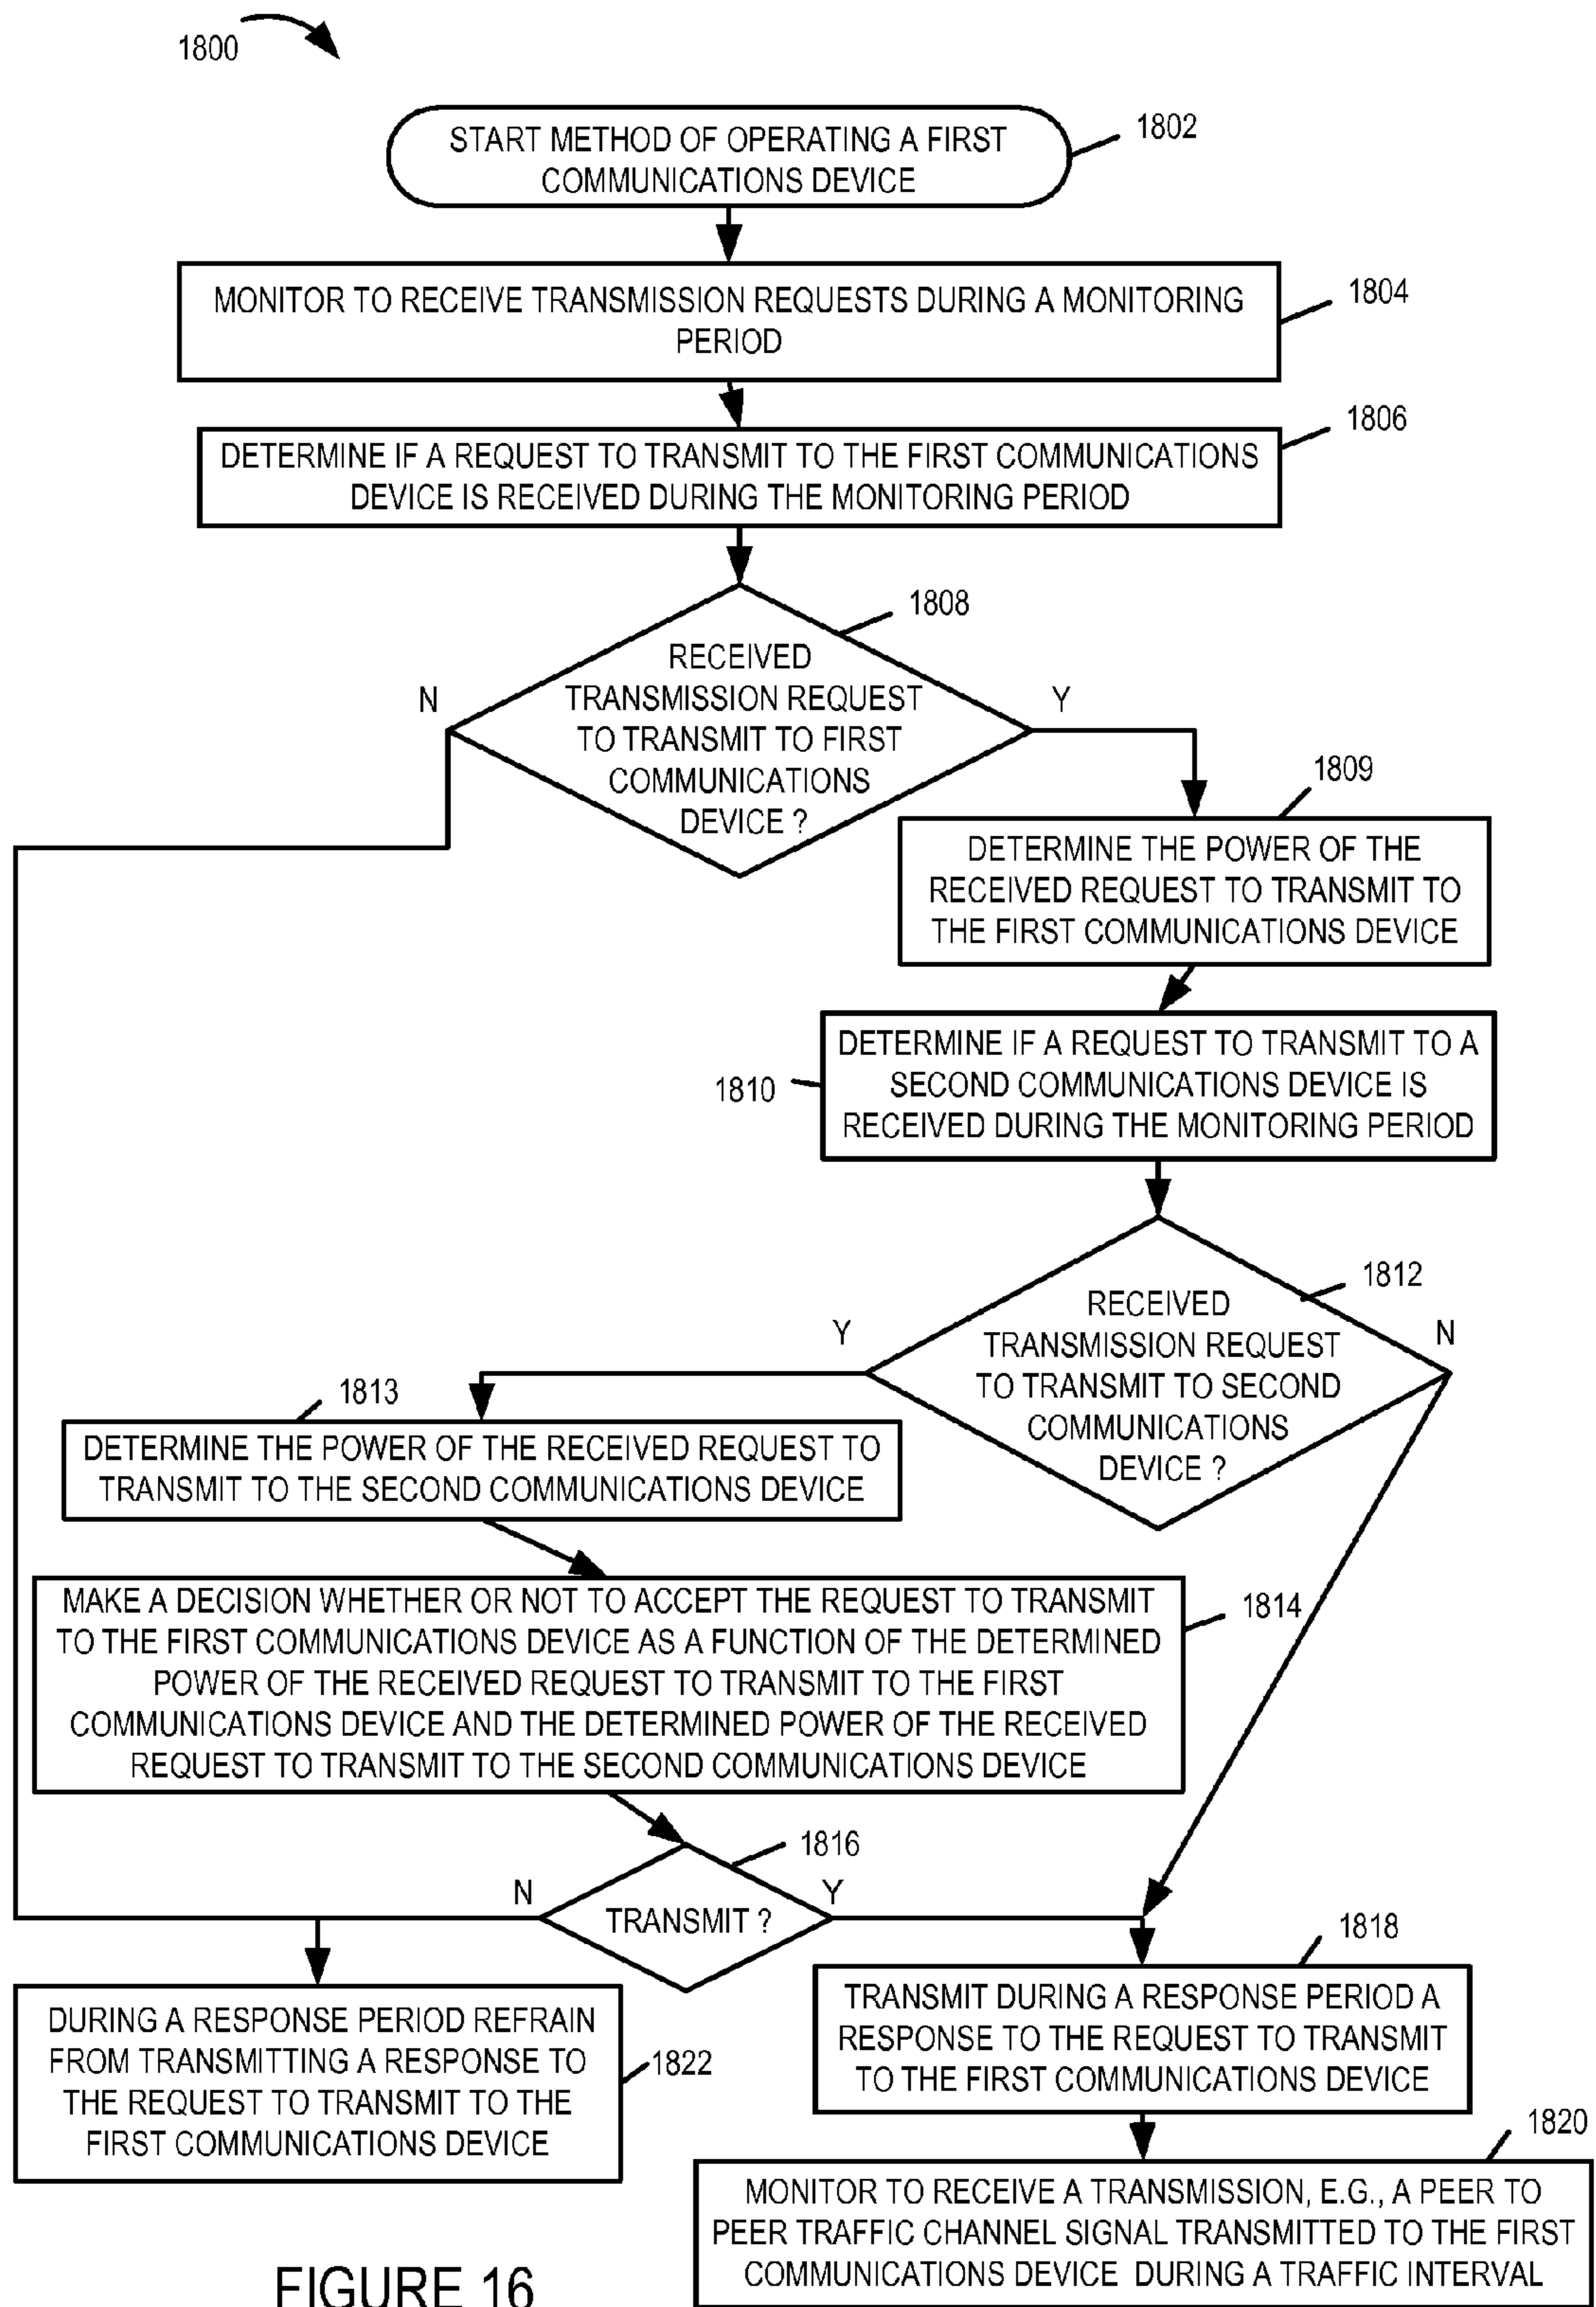 1800
START METHOD OF OPERATING A FIRST
COMMUNICATIONS DEVICE
1802
MONITOR TO RECEIVE TRANSMISSION REQUESTS DURING A MONITORING
PERIOD
1804
DETERMINE IF A REQUEST TO TRANSMIT TO THE FIRST COMMUNICATIONS
DEVICE IS RECEIVED DURING THE MONITORING PERIOD
1806
1808
RECEIVED
TRANSMISSION REQUEST
TO TRANSMIT TO FIRST
COMMUNICATIONS
DEVICE ?
N
Y
1809
DETERMINE THE POWER OF THE
RECEIVED REQUEST TO TRANSMIT TO
THE FIRST COMMUNICATIONS DEVICE
1810
DETERMINE IF A REQUEST TO TRANSMIT TO A
SECOND COMMUNICATIONS DEVICE IS
RECEIVED DURING THE MONITORING PERIOD
1812
RECEIVED
TRANSMISSION REQUEST
TO TRANSMIT TO SECOND
COMMUNICATIONS
DEVICE ?
Y
N
1813
DETERMINE THE POWER OF THE RECEIVED REQUEST TO
TRANSMIT TO THE SECOND COMMUNICATIONS DEVICE
MAKE A DECISION WHETHER OR NOT TO ACCEPT THE REQUEST TO TRANSMIT
TO THE FIRST COMMUNICATIONS DEVICE AS A FUNCTION OF THE DETERMINED
POWER OF THE RECEIVED REQUEST TO TRANSMIT TO THE FIRST
COMMUNICATIONS DEVICE AND THE DETERMINED POWER OF THE RECEIVED
REQUEST TO TRANSMIT TO THE SECOND COMMUNICATIONS DEVICE
1814
1816
N
TRANSMIT ?
Y
1818
TRANSMIT DURING A RESPONSE PERIOD A
RESPONSE TO THE REQUEST TO TRANSMIT
TO THE FIRST COMMUNICATIONS DEVICE
DURING A RESPONSE PERIOD REFRAIN
FROM TRANSMITTING A RESPONSE TO
THE REQUEST TO TRANSMIT TO THE
FIRST COMMUNICATIONS DEVICE
1822
1820
MONITOR TO RECEIVE A TRANSMISSION, E.G., A PEER TO
PEER TRAFFIC CHANNEL SIGNAL TRANSMITTED TO THE FIRST
COMMUNICATIONS DEVICE DURING A TRAFFIC INTERVAL
FIGURE 16